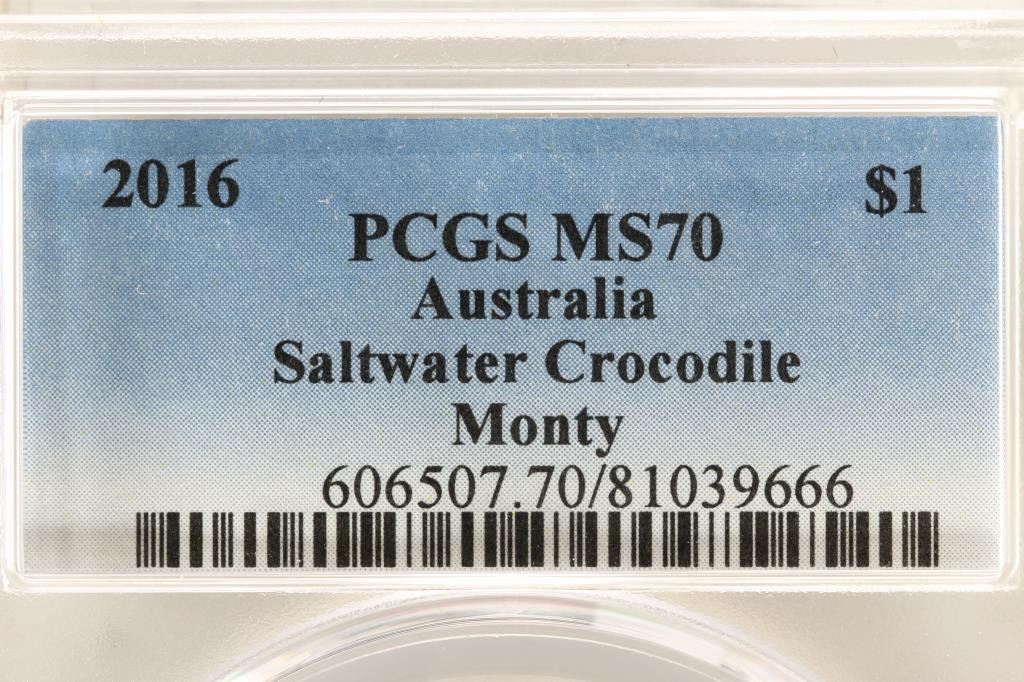 2016 $1
PCGS MS70
Australia
Saltwater Crocodile
Monty
606507.70/81039666